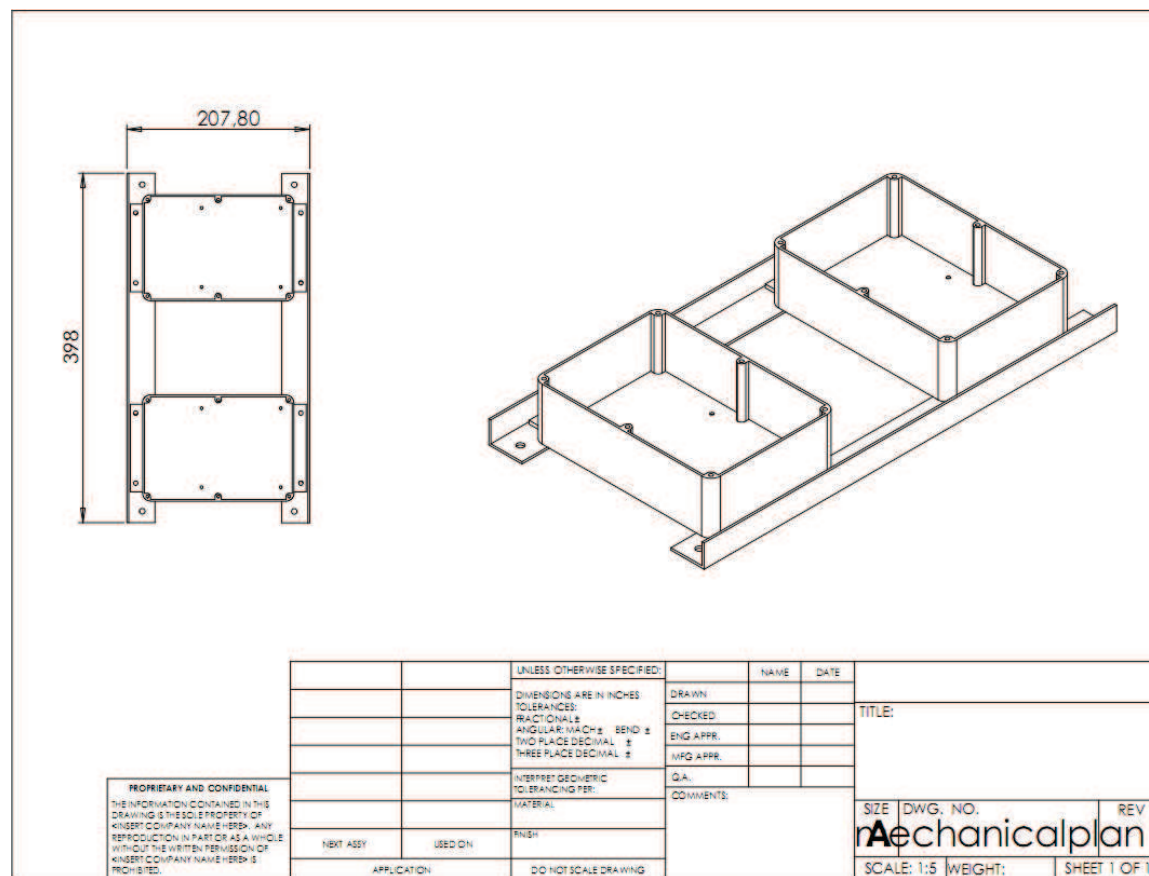 207,80
398
PROPRIETARY AND CONFIDENTIAL
THE INFORMATION CONTAINED IN THIS
DRAWING IS THE SOLE PROPERTY OF
<INSERT COMPANY NAME HERE>. ANY
REPRODUCTION IN PART OR AS A WHOLE
WITHOUT THE WRITTEN PERMISSION OF
<INSERT COMPANY NAME HERE> IS
PROHIBITED.
NEXT ASSY
USED ON
APPLICATION
UNLESS OTHERWISE SPECIFIED:
DIMENSIONS ARE IN INCHES
TOLERANCES:
FRACTIONAL ±
ANGULAR: MACH ± BEND ±
TWO PLACE DECIMAL ±
THREE PLACE DECIMAL ±
INTERPRET GEOMETRIC
TOLERANCING PER:
MATERIAL
FINISH
DO NOT SCALE DRAWING
NAME DATE
DRAWN
CHECKED
ENG APPR.
MFG APPR.
Q.A.
COMMENTS:
TITLE:
SIZE DWG. NO. REV
A mechanicalplan
SCALE: 1:5 WEIGHT: SHEET 1 OF 1